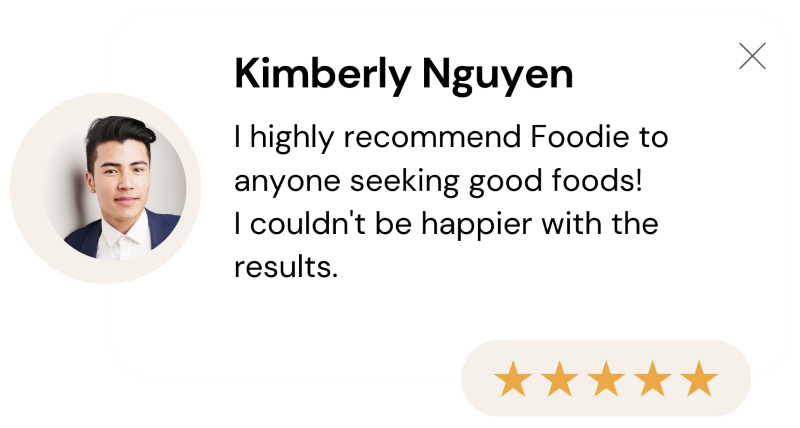 Kimberly Nguyen
I highly recommend Foodie to
anyone seeking good foods!
I couldn't be happier with the
results.